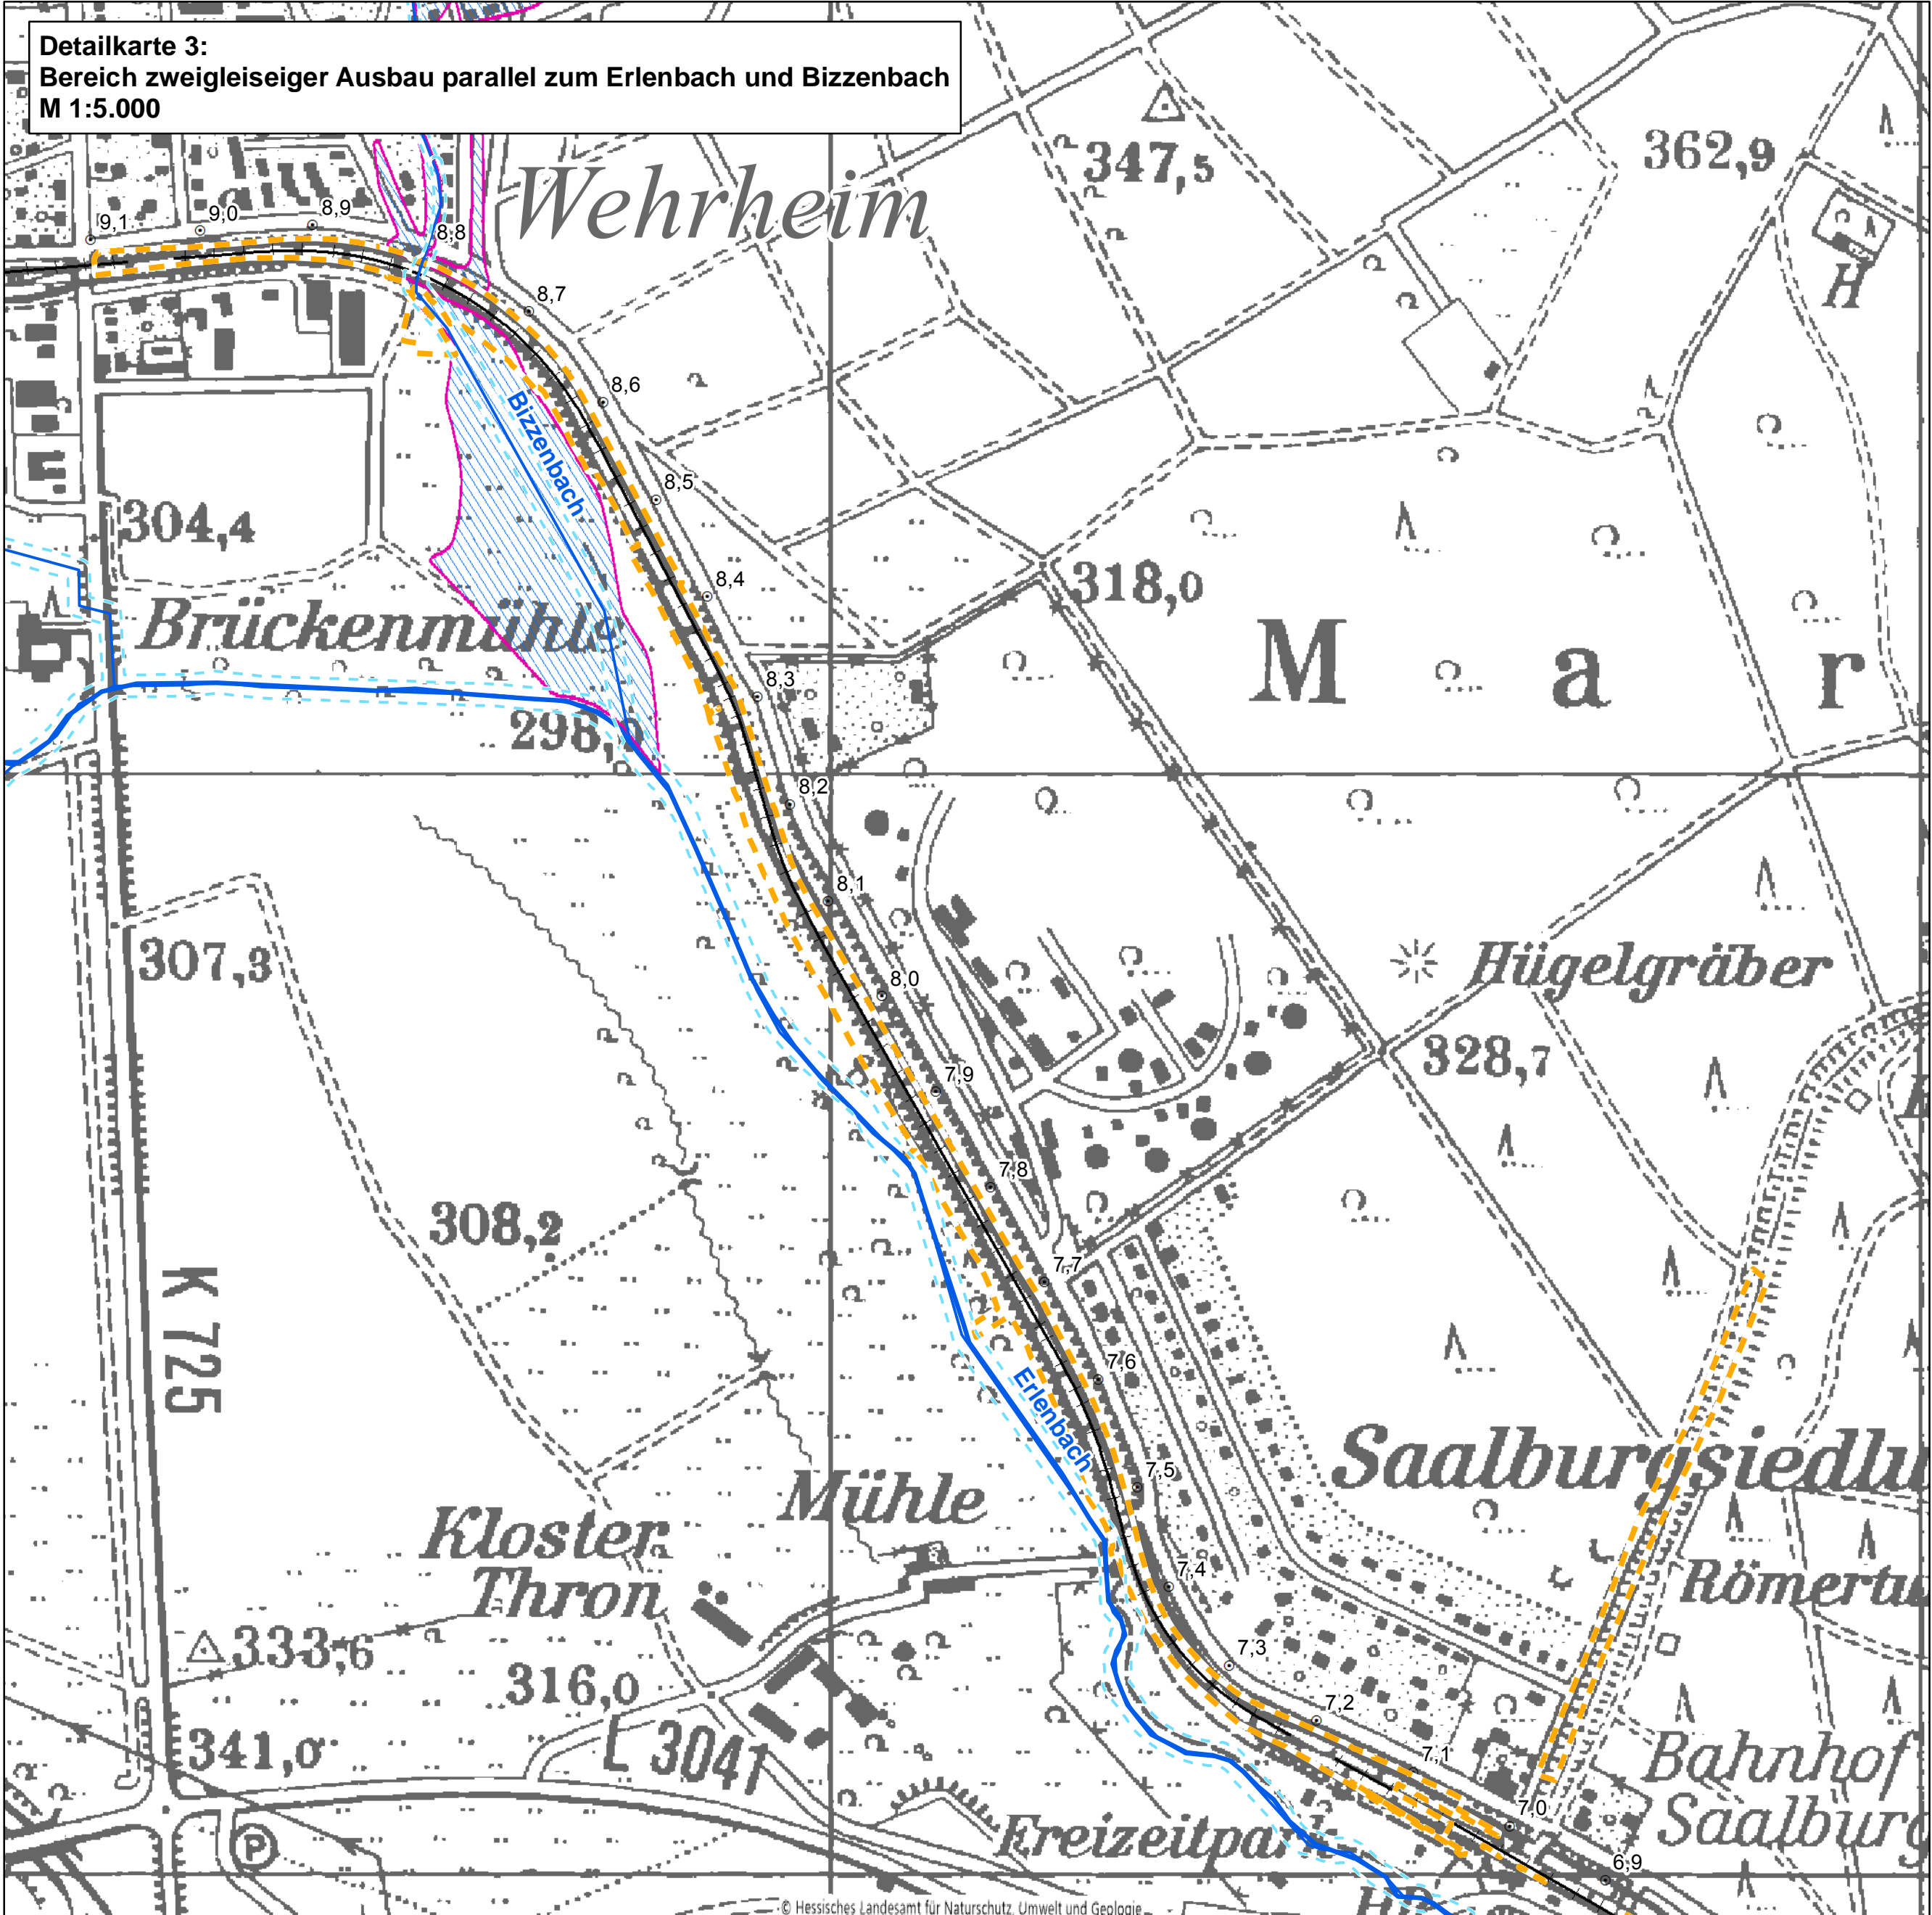 Detailkarte 3:
Bereich zweigleiseiger Ausbau parallel zum Erlenbach und Bizzenbach
M 1:5.000
Wehrheim
347,5
362,9
H
9,1
9,0
8,9
8,8
8,7
8,6
8,5
8,4
8,3
8,2
8,1
8,0
7,9
7,8
7,7
7,6
7,5
7,4
7,3
7,2
7,1
7,0
6,9
Bizzenbach
304,4
Brückenmühle
318,0
M a r
298,0
307,3
Hügelgräber
328,7
308,2
K 725
Erlenbach
Saalburgsiedlu
Mühle
Kloster
Thron
Römertu
333,6
316,0
341,0
L 3041
P
Bahnhof
Saalburg
Freizeitpark
© Hessisches Landesamt für Naturschutz, Umwelt und Geologie